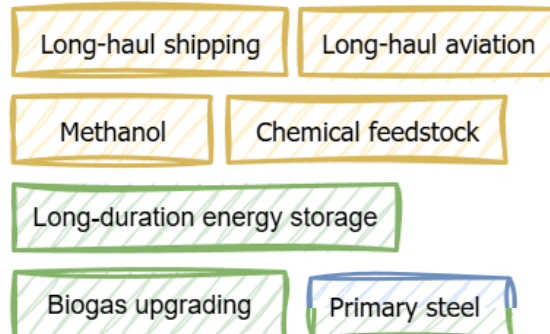 Long-haul shipping Long-haul aviation
Methanol Chemical feedstock
Long-duration energy storage
Biogas upgrading Primary steel